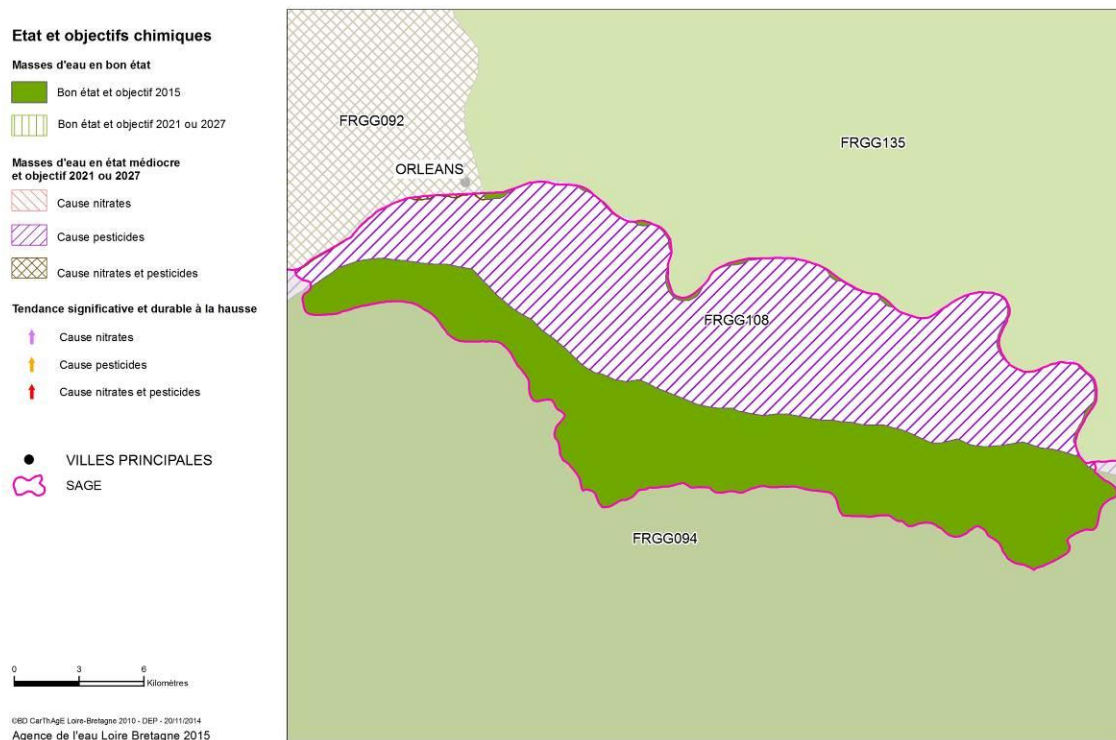 Etat et objectifs chimiques
Masses d'eau en bon état
Bon état et objectif 2015
Bon état et objectif 2021 ou 2027
Masses d'eau en état médiocre
et objectif 2021 ou 2027
Cause nitrates
Cause pesticides
Cause nitrates et pesticides
Tendance significative et durable à la hausse
Cause nitrates
Cause pesticides
Cause nitrates et pesticides
VILLES PRINCIPALES
SAGE
0 3 6
Kilomètres
©BD CarThAgE Loire-Bretagne 2010 - DEP - 20/11/2014
Agence de l'eau Loire Bretagne 2015
FRGG092
FRGG135
ORLEANS
FRGG108
FRGG094